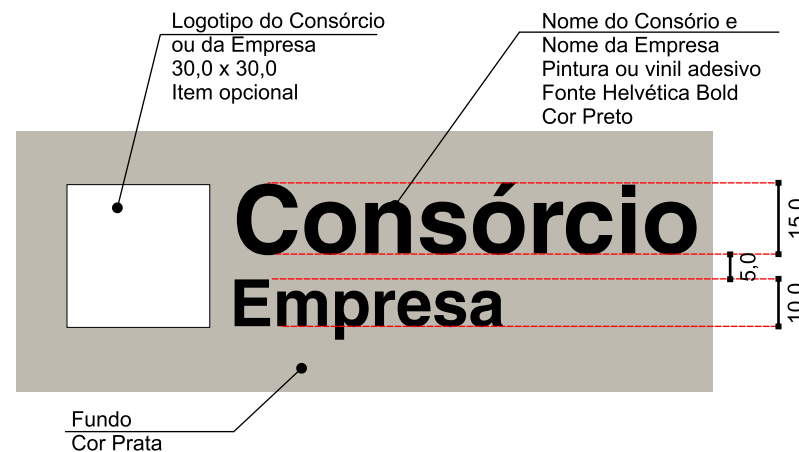 Logotipo do Consórcio
ou da Empresa
30,0 x 30,0
Item opcional
Nome do Consório e
Nome da Empresa
Pintura ou vinil adesivo
Fonte Helvética Bold
Cor Preto
Consórcio
Empresa
15,0
5,0
10,0
Fundo
Cor Prata